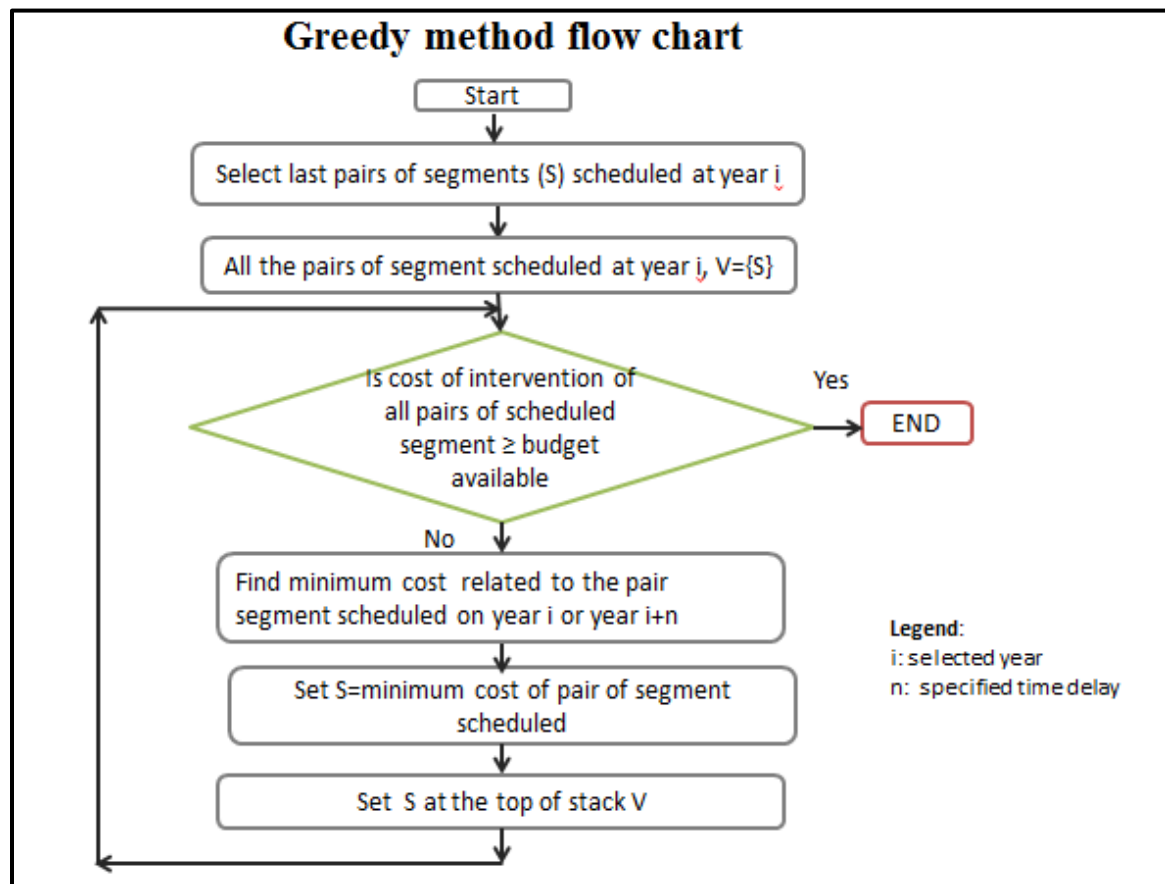 Greedy method flow chart
Start
Select last pairs of segments (S) scheduled at year i
All the pairs of segment scheduled at year i, V={S}
Is cost of intervention of
all pairs of scheduled
segment ≥ budget
available
Yes
END
No
Find minimum cost related to the pair
segment scheduled on year i or year i+n
Set S=minimum cost of pair of segment
scheduled
Set S at the top of stack V
Legend:
i: selected year
n: specified time delay